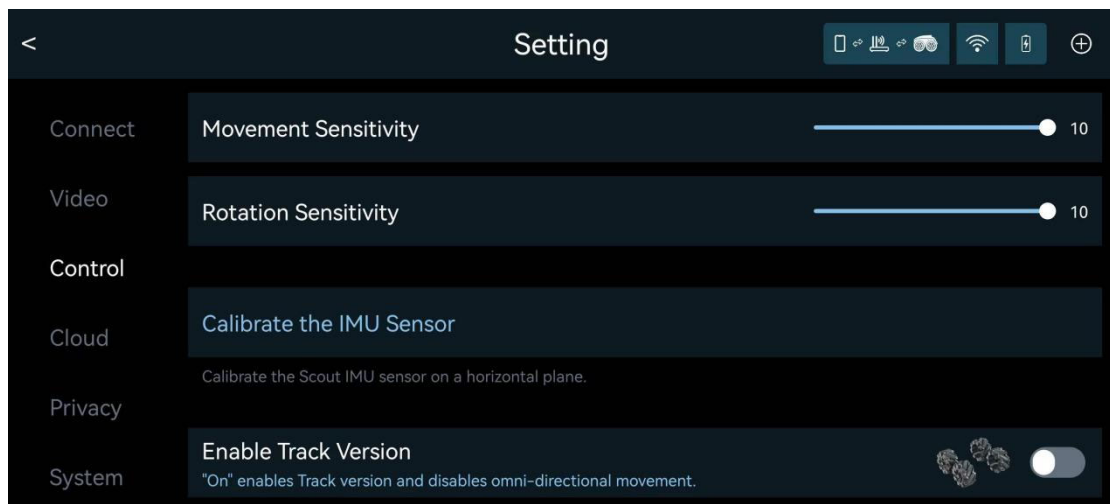 < Setting
Connect
Movement Sensitivity 10
Video
Rotation Sensitivity 10
Control
Calibrate the IMU Sensor
Cloud
Calibrate the Scout IMU sensor on a horizontal plane.
Privacy
Enable Track Version
"On" enables Track version and disables omni-directional movement.
System